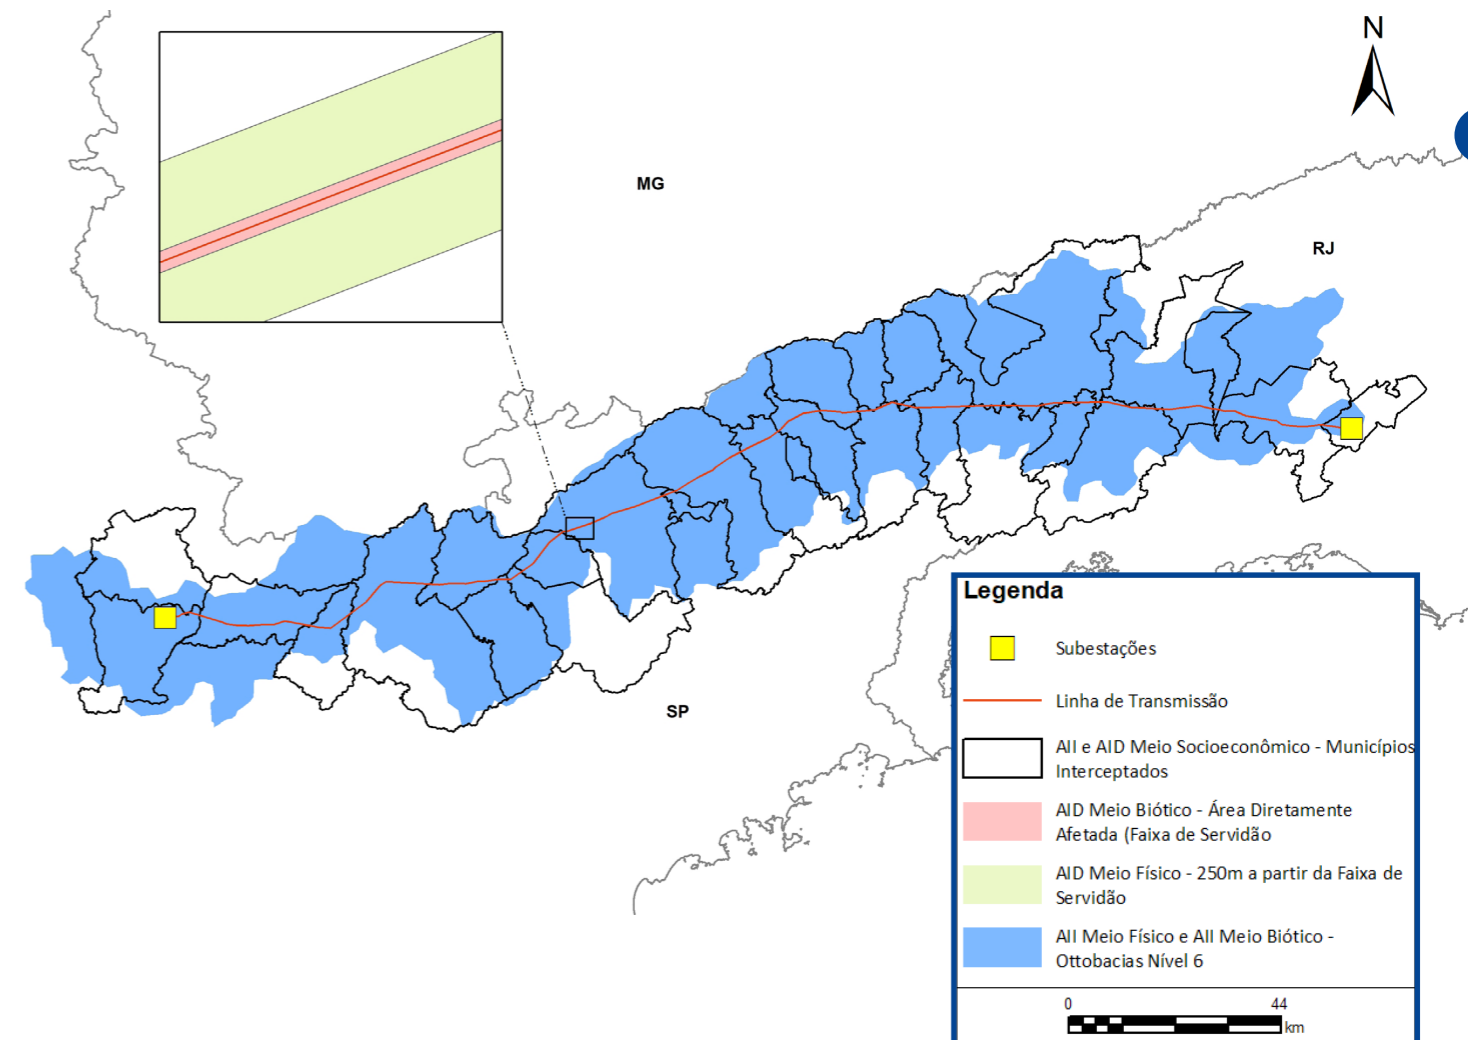 N
MG
RJ
SP
Legenda
Subestações
Linha de Transmissão
AII e AID Meio Socioeconômico - Municípios
Interceptados
AID Meio Biótico - Área Diretamente
Afetada (Faixa de Servidão
AID Meio Físico - 250m a partir da Faixa de
Servidão
AII Meio Físico e AII Meio Biótico -
Ottobacias Nível 6
0 44
km